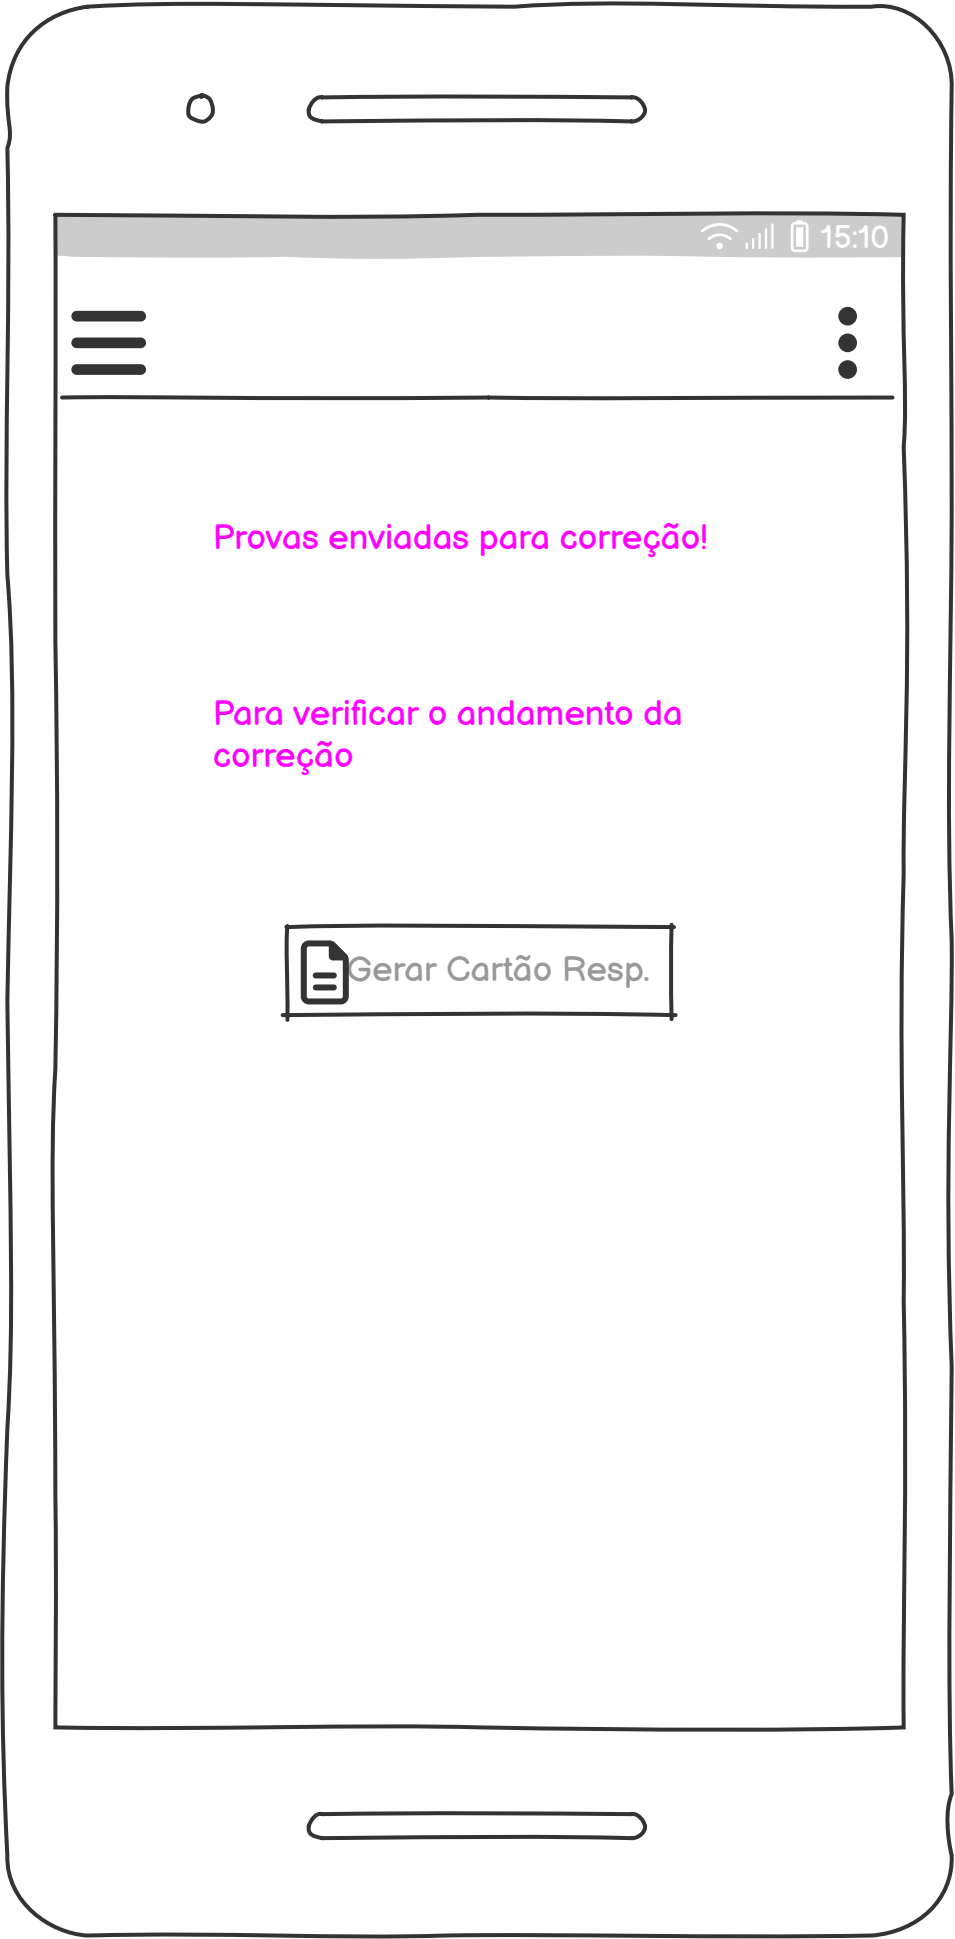 15:10
Provas enviadas para correção!
Para verificar o andamento da
correção
Gerar Cartão Resp.